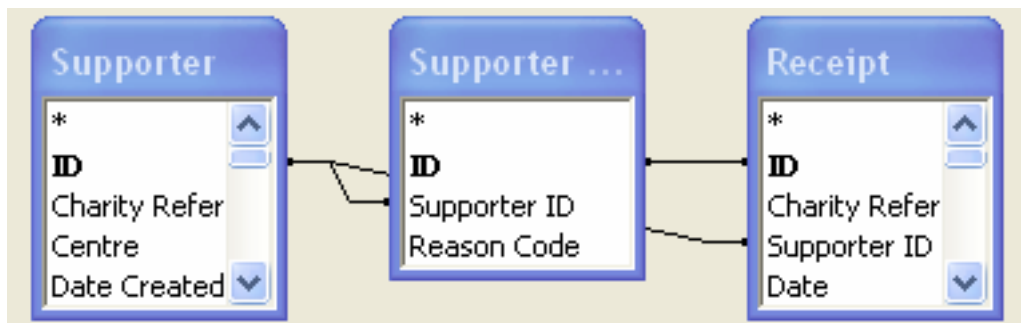 Supporter
*
ID
Charity Refer
Centre
Date Created
Supporter ...
*
ID
Supporter ID
Reason Code
Receipt
*
ID
Charity Refer
Supporter ID
Date